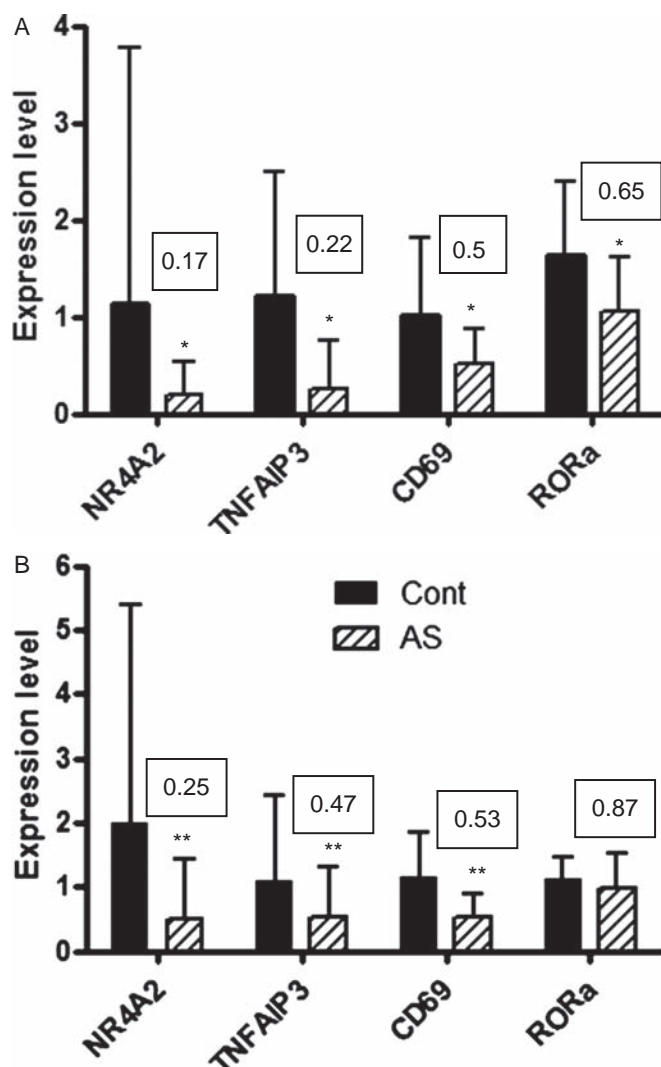 A
Expression level
4
3
2
1
0
0.17
0.22
0.5
0.65
*
*
*
*
NR4A2
TNFAIP3
CD69
RORa
B
Expression level
6
5
4
3
2
1
0
Cont
AS
0.25
0.47
0.53
0.87
**
**
**
NR4A2
TNFAIP3
CD69
RORa